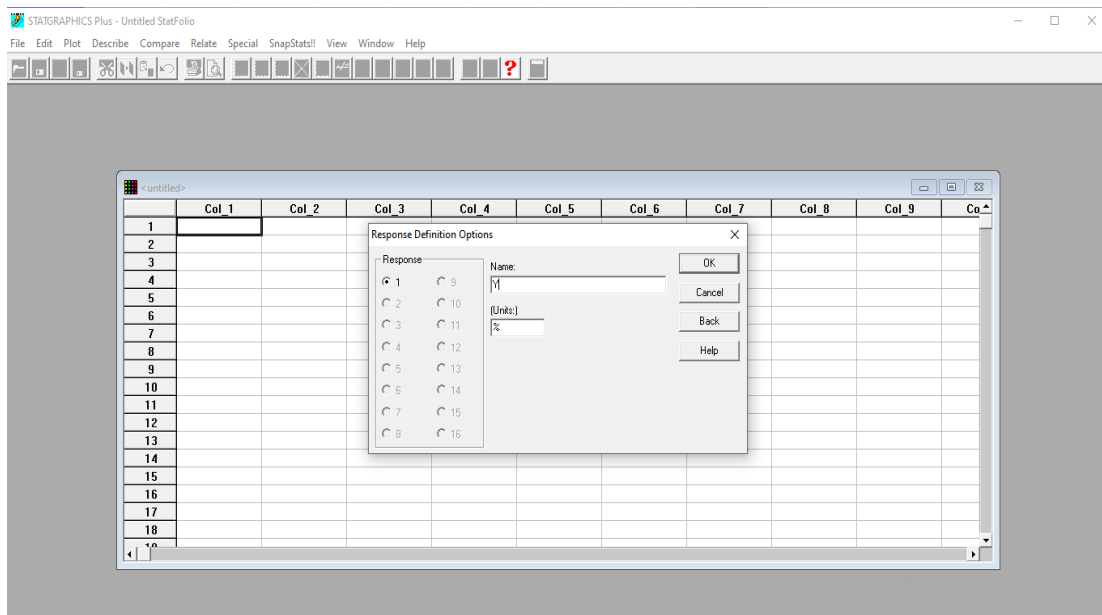 STATGRAPHICS Plus - Untitled StatFolio
File Edit Plot Describe Compare Relate Special SnapStats!! View Window Help
<untitled>
Col_1 Col_2 Col_3 Col_4 Col_5 Col_6 Col_7 Col_8 Col_9 Co
1
2
3
4
5
6
7
8
9
10
11
12
13
14
15
16
17
18
Response Definition Options
Response
1 9
2 10
3 11
4 12
5 13
6 14
7 15
8 16
Name:
Y
(Units:)
%
OK
Cancel
Back
Help